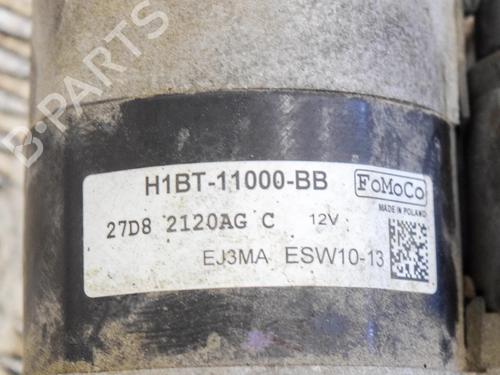 B-PARTS
H1BT-11000-BB
FoMoCo
MADE IN POLAND
27D8 2120AG C 12V
EJ3MA ESW10-13